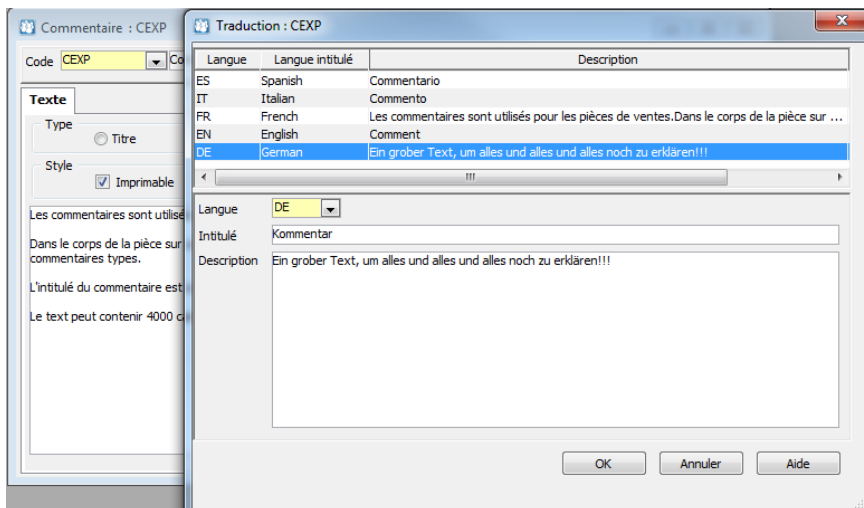 Commentaire : CEXP
Code CEXP Co
Texte
Type
Titre
Style
Imprimable
Les commentaires sont utilisé
Dans le corps de la pièce sur
commentaires types.
L'intitulé du commentaire est
Le text peut contenir 4000 ca
Traduction : CEXP
Langue Langue intitulé Description
ES Spanish Commentario
IT Italian Commento
FR French Les commentaires sont utilisés pour les pièces de ventes.Dans le corps de la pièce sur ...
EN English Comment
DE German Ein grober Text, um alles und alles und alles noch zu erklären!!!
Langue DE
Intitulé Kommentar
Description Ein grober Text, um alles und alles und alles noch zu erklären!!!
OK Annuler Aide